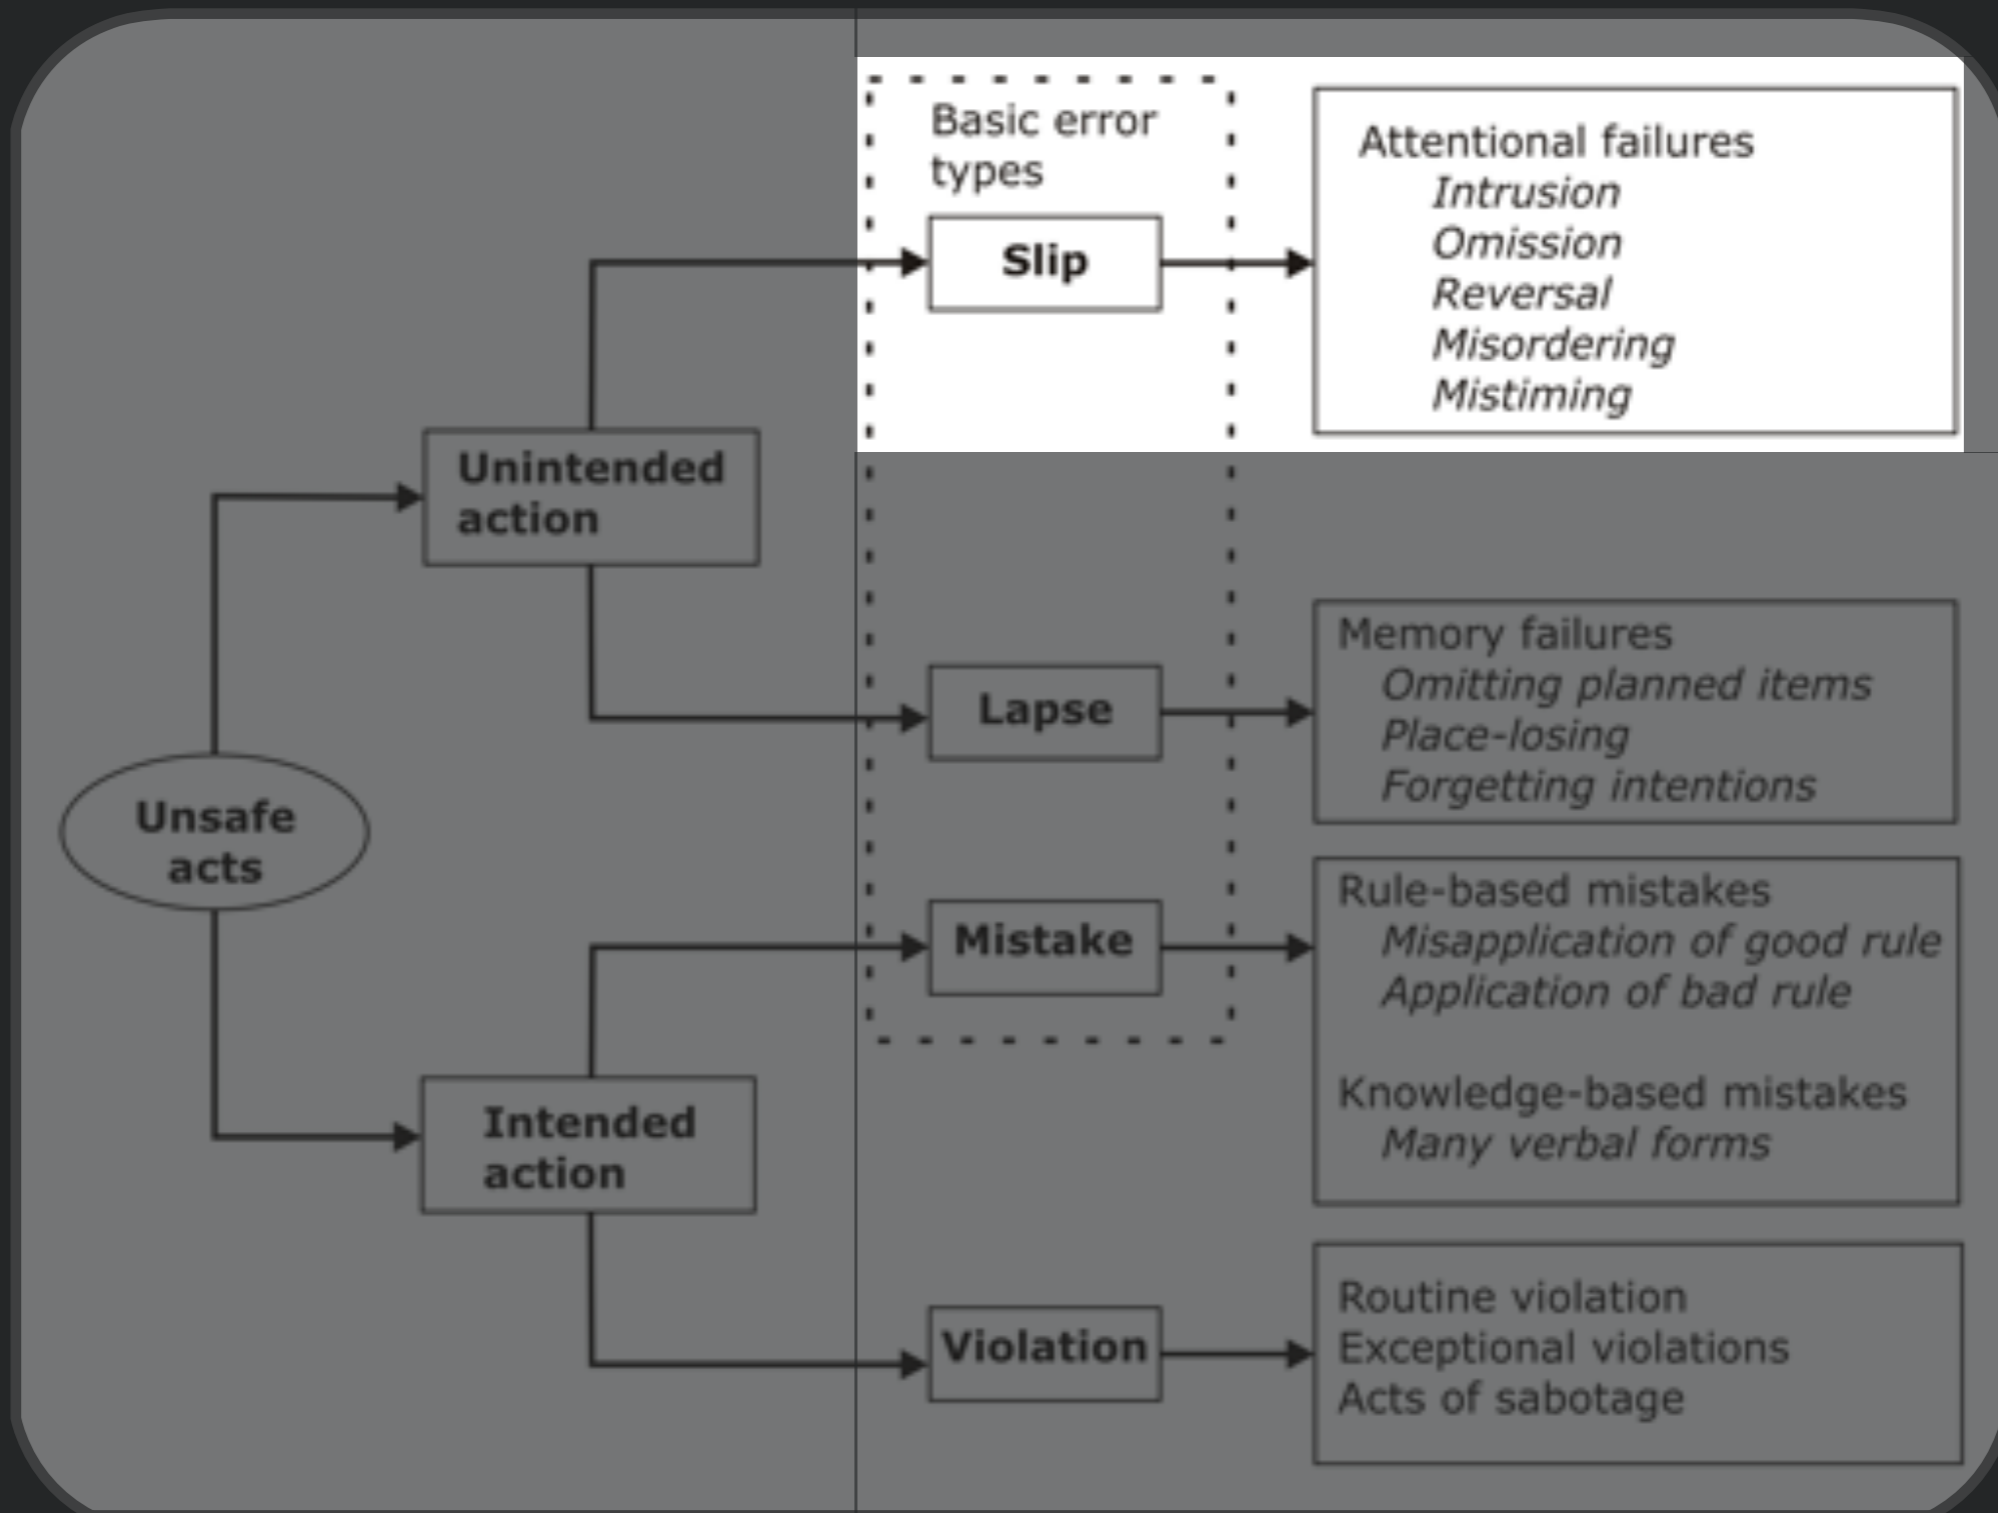 Basic error
types
Slip
Attentional failures
Intrusion
Omission
Reversal
Misordering
Mistiming
Unintended
action
Lapse
Memory failures
Omitting planned items
Place-losing
Forgetting intentions
Unsafe
acts
Mistake
Rule-based mistakes
Misapplication of good rule
Application of bad rule
Knowledge-based mistakes
Many verbal forms
Intended
action
Violation
Routine violation
Exceptional violations
Acts of sabotage